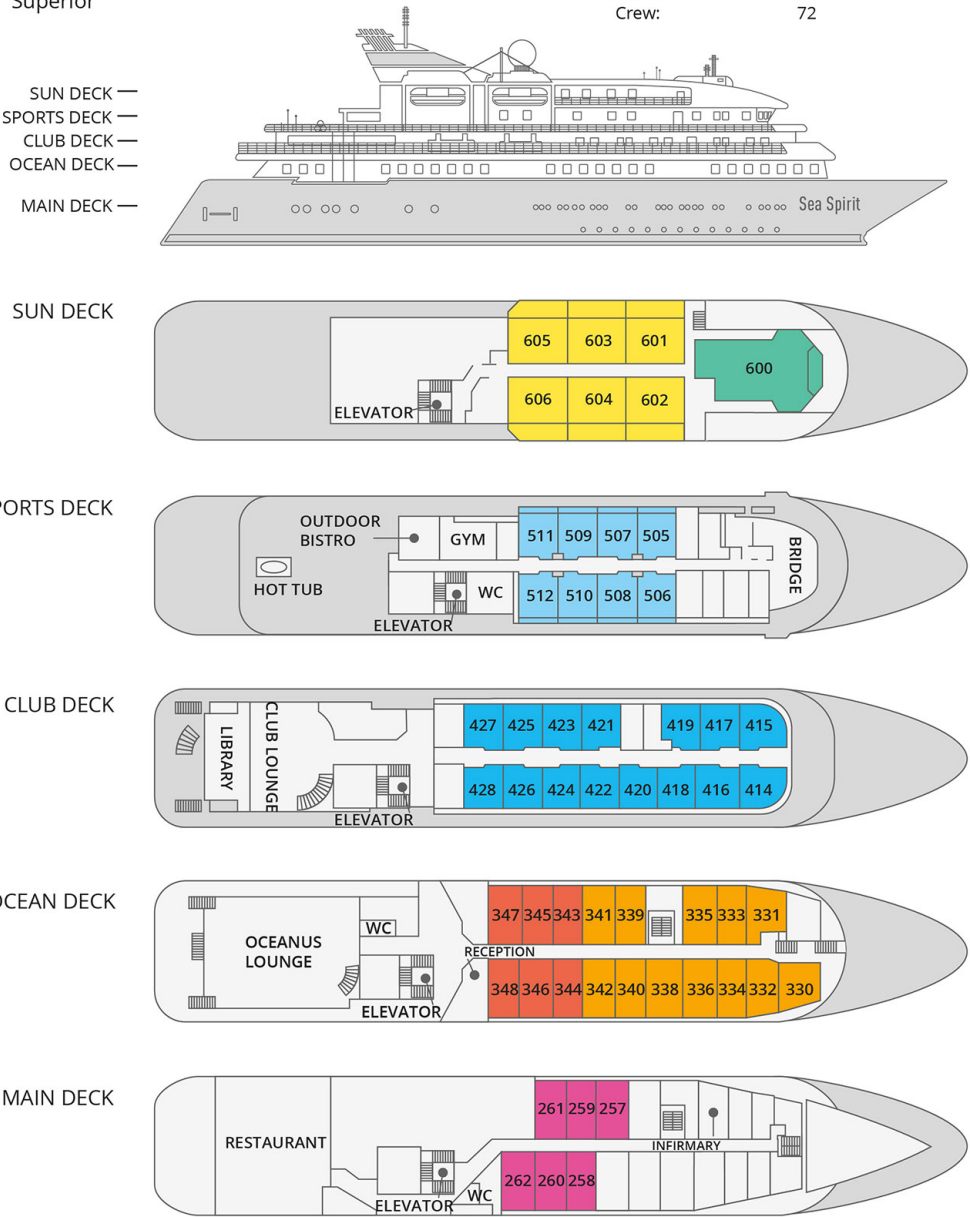 Superior
Crew: 72
SUN DECK
SPORTS DECK
CLUB DECK
OCEAN DECK
MAIN DECK
Sea Spirit
SUN DECK
605 603 601
600
606 604 602
ELEVATOR
PORTS DECK
OUTDOOR
BISTRO
GYM
511 509 507 505
BRIDGE
HOT TUB
WC
512 510 508 506
ELEVATOR
CLUB DECK
LIBRARY
CLUB LOUNGE
427 425 423 421 419 417 415
428 426 424 422 420 418 416 414
ELEVATOR
OCEAN DECK
347 345 343 341 339 335 333 331
WC
OCEANUS
LOUNGE
RECEPTION
348 346 344 342 340 338 336 334 332 330
ELEVATOR
MAIN DECK
261 259 257
RESTAURANT
INFIRMARY
262 260 258
WC
ELEVATOR